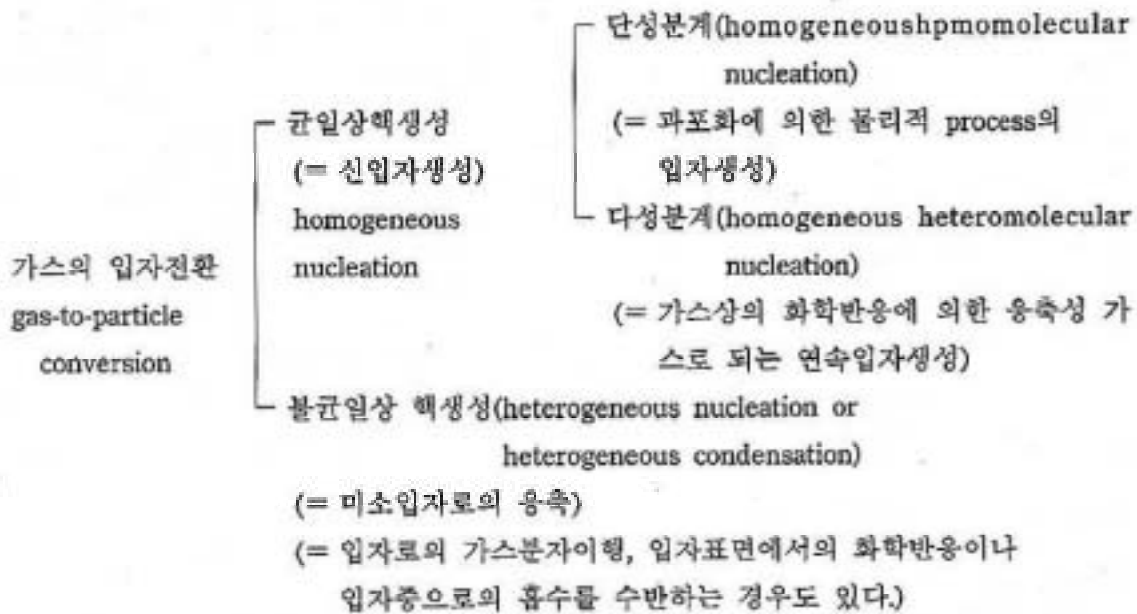 단성분계(homogeneoushpmomolecular
nucleation)
(= 과포화에 의한 물리적 process의
입자생성)
균일상핵생성
(= 신입자생성)
homogeneous
nucleation
다성분계(homogeneous heteromolecular
nucleation)
(= 가스상의 화학반응에 의한 응축성 가
스로 되는 연속입자생성)
가스의 입자전환
gas-to-particle
conversion
불균일상 핵생성(heterogeneous nucleation or
heterogeneous condensation)
(= 미소입자로의 응축)
(= 입자로의 가스분자이행, 입자표면에서의 화학반응이나
입자중으로의 흡수를 수반하는 경우도 있다.)